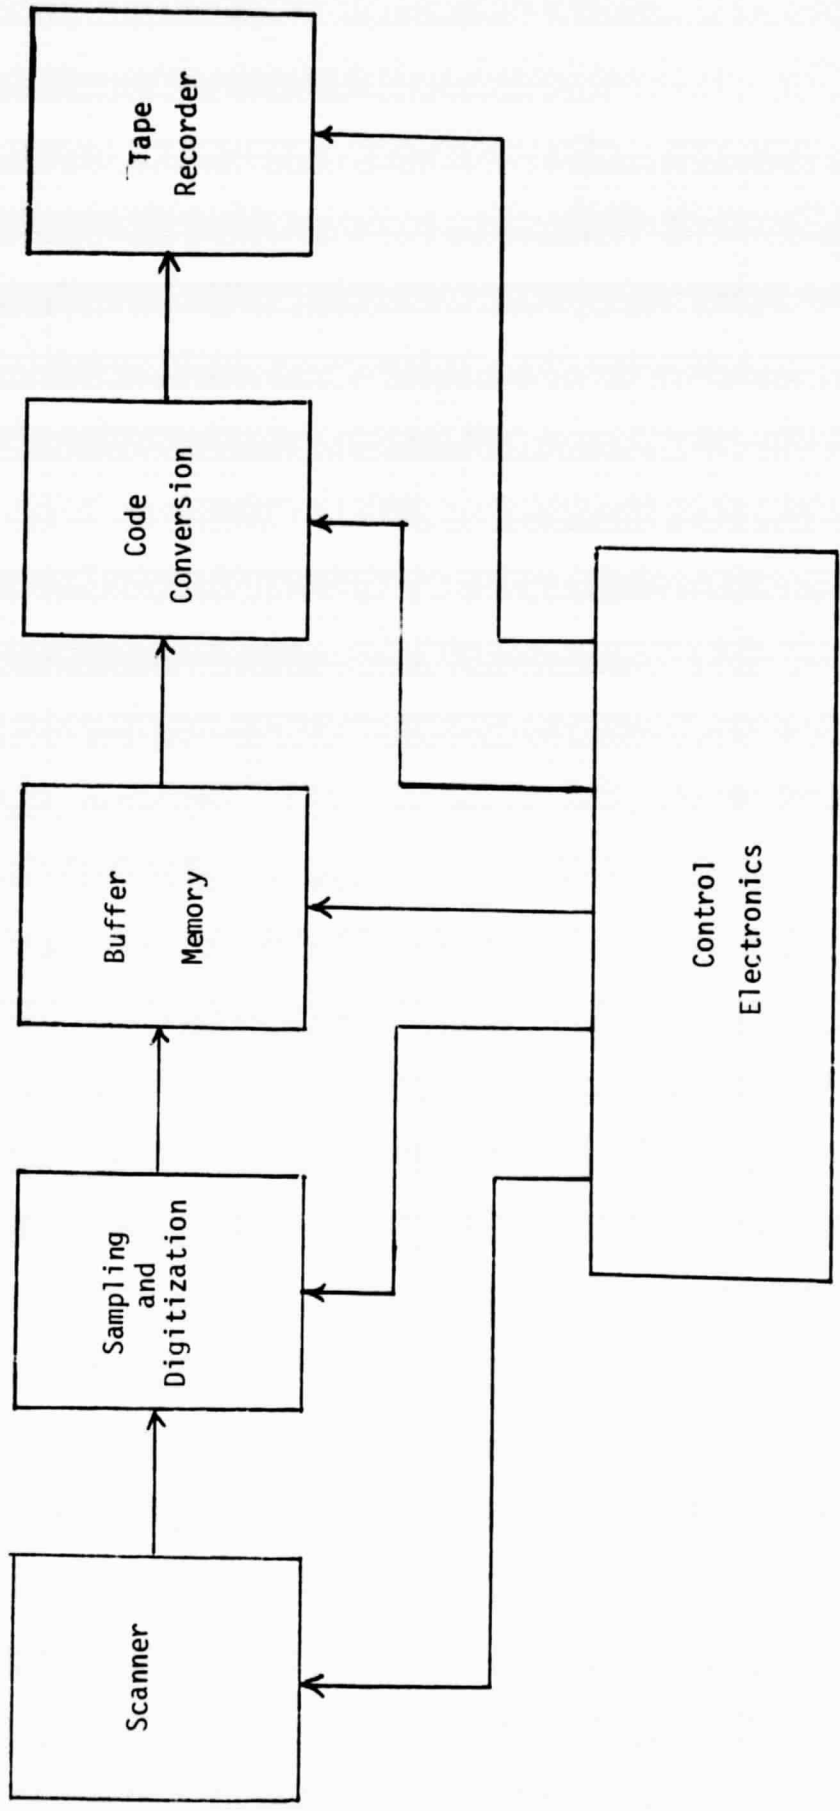 Scanner
Sampling
and
Digitization
Buffer
Memory
Code
Conversion
Tape
Recorder
Control
Electronics